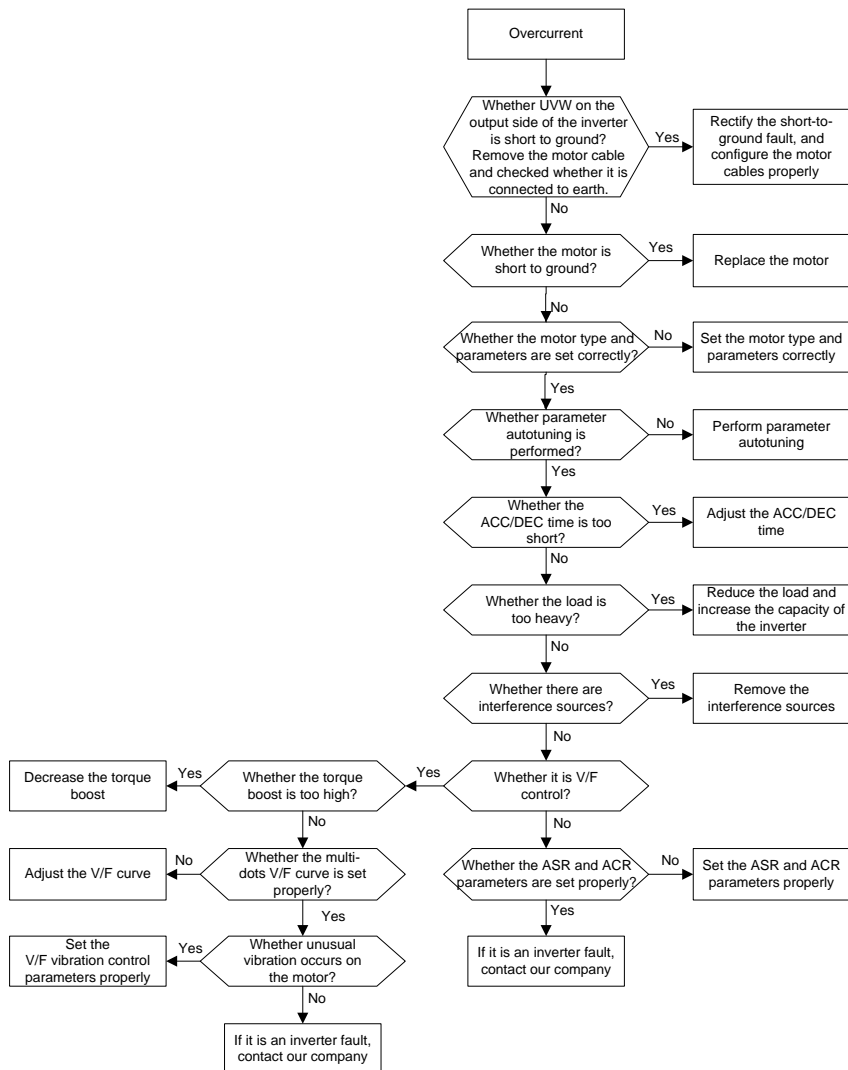 Overcurrent
Whether UVW on the
output side of the inverter
is short to ground?
Remove the motor cable
and checked whether it is
connected to earth.
Yes
Rectify the short-to-
ground fault, and
configure the motor
cables properly
No
Whether the motor is
short to ground?
Yes
Replace the motor
No
Whether the motor type and
parameters are set correctly?
No
Set the motor type and
parameters correctly
Yes
Whether parameter
autotuning is
performed?
No
Perform parameter
autotuning
Yes
Whether the
ACC/DEC time is too
short?
Yes
Adjust the ACC/DEC
time
No
Whether the load is
too heavy?
Yes
Reduce the load and
increase the capacity of
the inverter
No
Whether there are
interference sources?
Yes
Remove the
interference sources
No
Whether it is V/F
control?
Yes
Whether the torque
boost is too high?
Yes
Decrease the torque
boost
No
Whether the multi-
dots V/F curve is set
properly?
No
Adjust the V/F curve
Yes
Whether unusual
vibration occurs on
the motor?
Yes
Set the
V/F vibration control
parameters properly
No
If it is an inverter fault,
contact our company
No
Whether the ASR and ACR
parameters are set properly?
No
Set the ASR and ACR
parameters properly
Yes
If it is an inverter fault,
contact our company